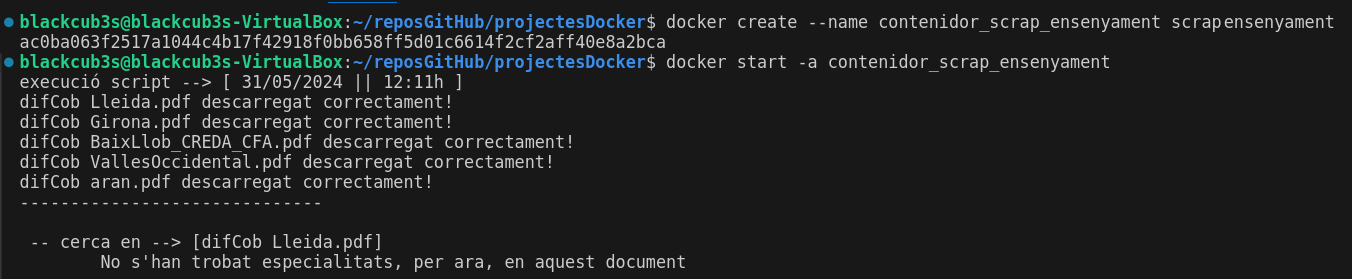 blackcub3s@blackcub3s-VirtualBox:~/reposGitHub/projectesDocker$ docker create --name contenidor_scrap_ensenyament scrapensenyament
ac0ba063f2517a1044c4b17f42918f0bb658ff5d01c6614f2cf2aff40e8a2bca
blackcub3s@blackcub3s-VirtualBox:~/reposGitHub/projectesDocker$ docker start -a contenidor_scrap_ensenyament
execució script --> [ 31/05/2024 || 12:11h ]
difCob Lleida.pdf descarregat correctament!
difCob Girona.pdf descarregat correctament!
difCob BaixLlob_CREDA_CFA.pdf descarregat correctament!
difCob VallesOccidental.pdf descarregat correctament!
difCob aran.pdf descarregat correctament!
------------------------------
-- cerca en --> [difCob Lleida.pdf]
No s'han trobat especialitats, per ara, en aquest document